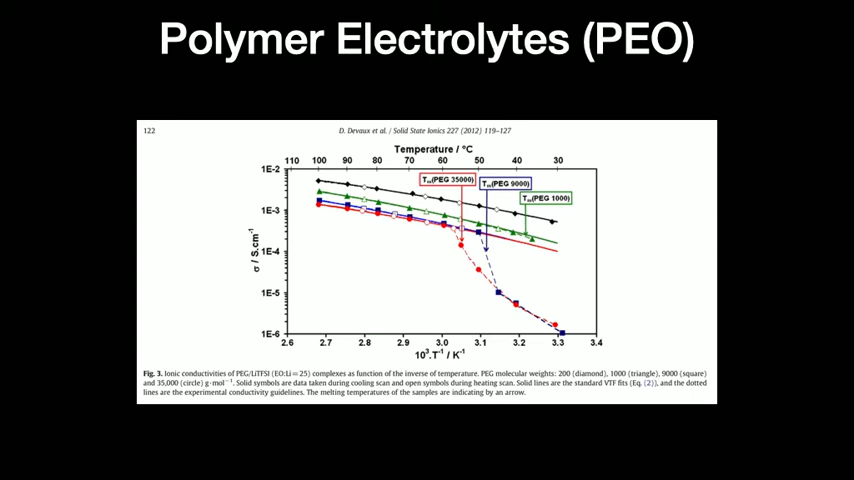 Polymer Electrolytes (PEO)
122
D. Devaux et al. / Solid State Ionics 227 (2012) 119–127
Temperature / °C
110 100 90 80 70 60 50 40 30
1E-2
1E-3
1E-4
1E-5
1E-6
σ / S.cm⁻¹
Tm(PEG 35000)
Tm(PEG 9000)
Tm(PEG 1000)
2.6 2.7 2.8 2.9 3.0 3.1 3.2 3.3 3.4
10³.T⁻¹ / K⁻¹
Fig. 3. Ionic conductivities of PEG/LiTFSI (EO:Li = 25) complexes as function of the inverse of temperature. PEG molecular weights: 200 (diamond), 1000 (triangle), 9000 (square)
and 35,000 (circle) g·mol⁻¹. Solid symbols are data taken during cooling scan and open symbols during heating scan. Solid lines are the standard VTF fits (Eq. (2)), and the dotted
lines are the experimental conductivity guidelines. The melting temperatures of the samples are indicating by an arrow.